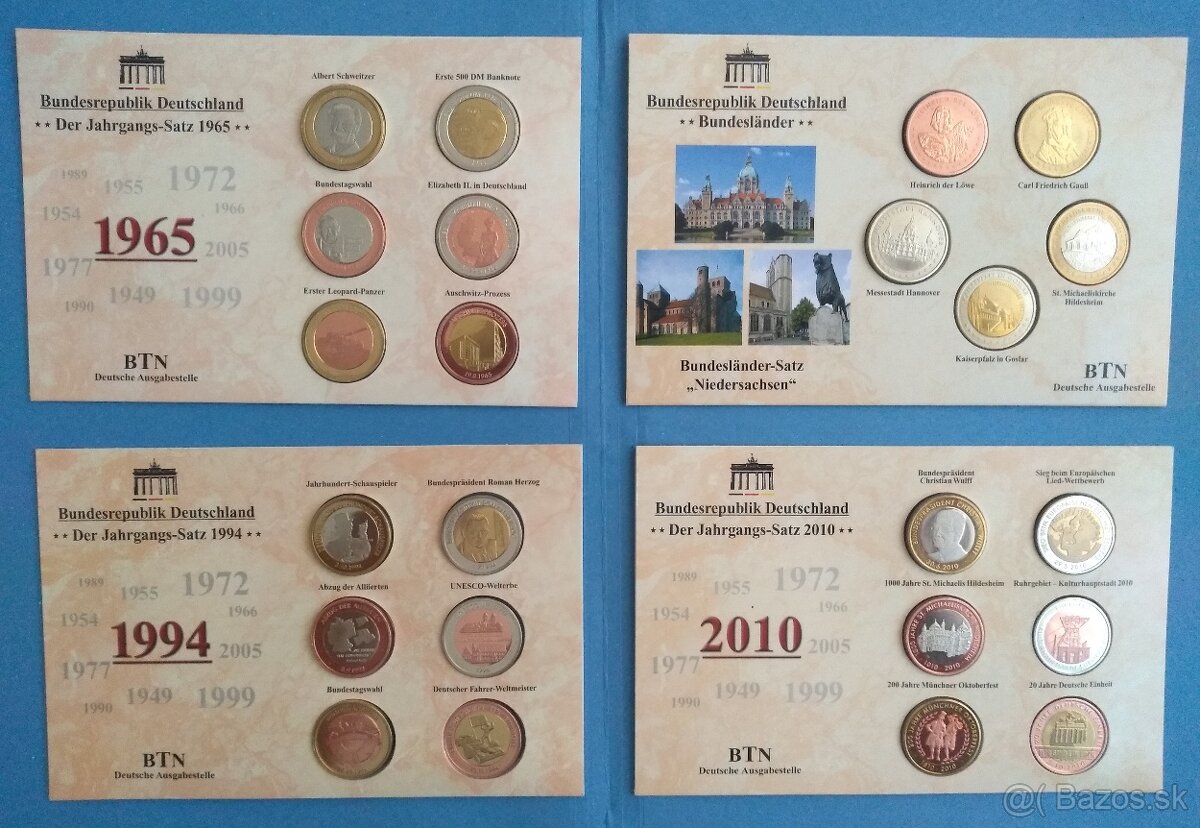 Bundesrepublik Deutschland
** Der Jahrgangs-Satz 1965 **
1989 1955 1972
1954 1966
1965
1977 2005
1949 1999
1990
BTN
Deutsche Ausgabestelle
Albert Schweitzer
Erste 500 DM Banknote
Bundestagswahl
Elizabeth II. in Deutschland
Erster Leopard-Panzer
Auschwitz-Prozess
Bundesrepublik Deutschland
** Bundesländer **
Heinrich der Löwe
Carl Friedrich Gauß
Messestadt Hannover
St. Michaeliskirche
Hildesheim
Kaiserpfalz in Goslar
Bundesländer-Satz
„Niedersachsen“
BTN
Deutsche Ausgabestelle
Bundesrepublik Deutschland
** Der Jahrgangs-Satz 1994 **
1989 1955 1972
1954 1966
1994
1977 2005
1949 1999
1990
BTN
Deutsche Ausgabestelle
Jahrhundert-Schauspieler
Bundespräsident Roman Herzog
Abzug der Alliierten
UNESCO-Welterbe
Bundestagswahl
Deutscher Fahrer-Weltmeister
Bundesrepublik Deutschland
** Der Jahrgangs-Satz 2010 **
1989 1955 1972
1954 1966
2010
1977 2005
1949 1999
1990
BTN
Deutsche Ausgabestelle
Bundespräsident
Christian Wulff
Sieg beim Europäischen
Lied-Wettbewerb
1000 Jahre St. Michaelis Hildesheim
Ruhrgebiet – Kulturhauptstadt 2010
1010 - 2010
200 Jahre Münchner Oktoberfest
20 Jahre Deutsche Einheit
@( Bazos.sk